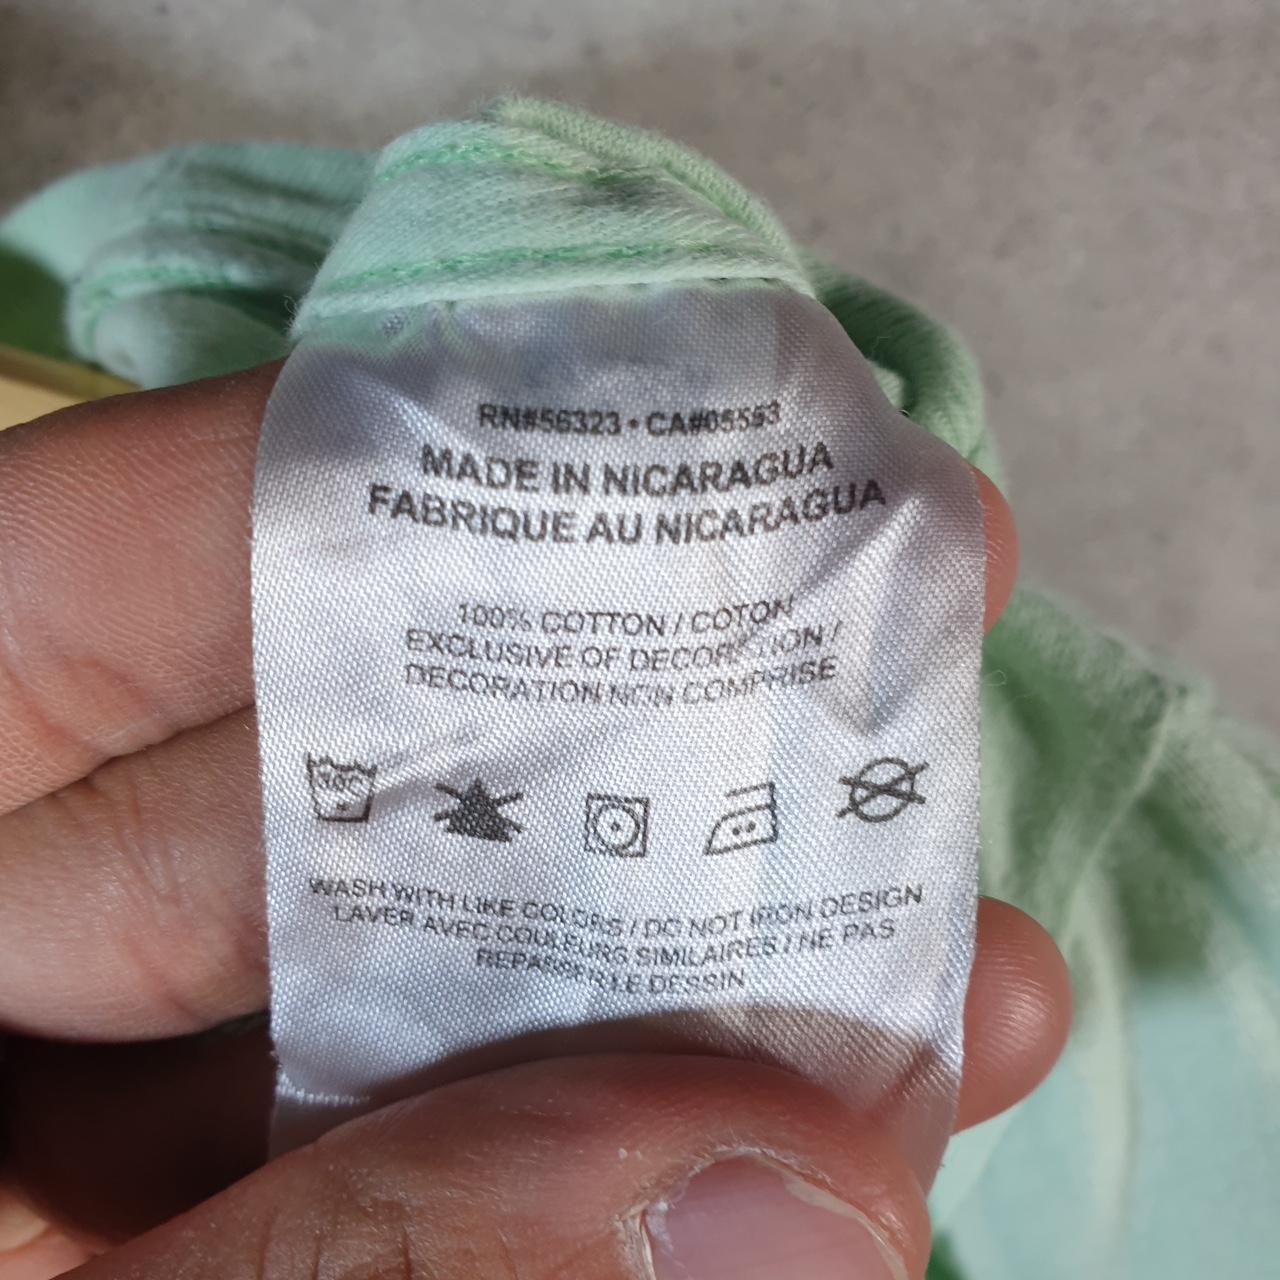 RN#56323 • CA#05553
MADE IN NICARAGUA
FABRIQUE AU NICARAGUA
100% COTTON / COTON
EXCLUSIVE OF DECORATION /
DECORATION NON COMPRISE
WASH WITH LIKE COLORS / DO NOT IRON DESIGN
LAVER AVEC COULEURS SIMILAIRES / NE PAS
REPASSER LE DESSIN